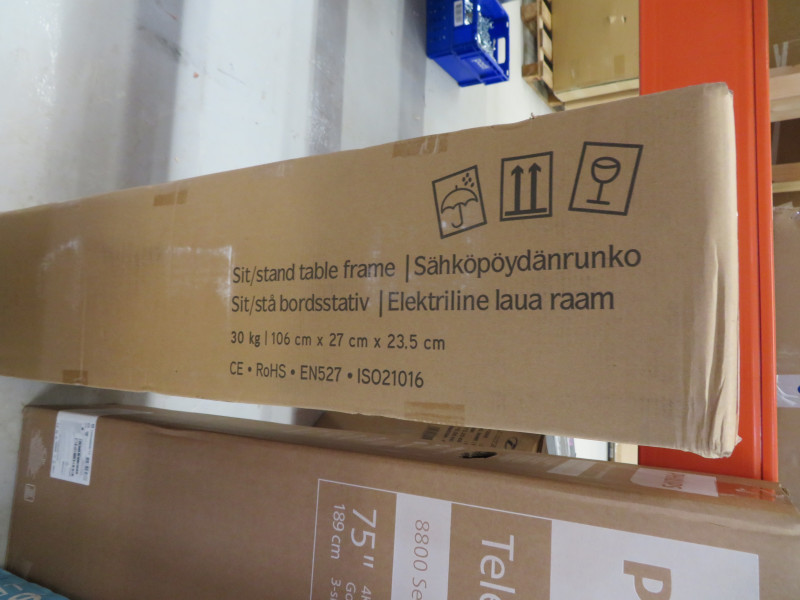 Sit/stand table frame | Sähköpöydänrunko
Sit/stå bordsstativ | Elektriline laua raam
30 kg | 106 cm x 27 cm x 23.5 cm
CE • RoHS • EN527 • ISO21016
75"
189 cm
8800 Se
Tele
P
4K